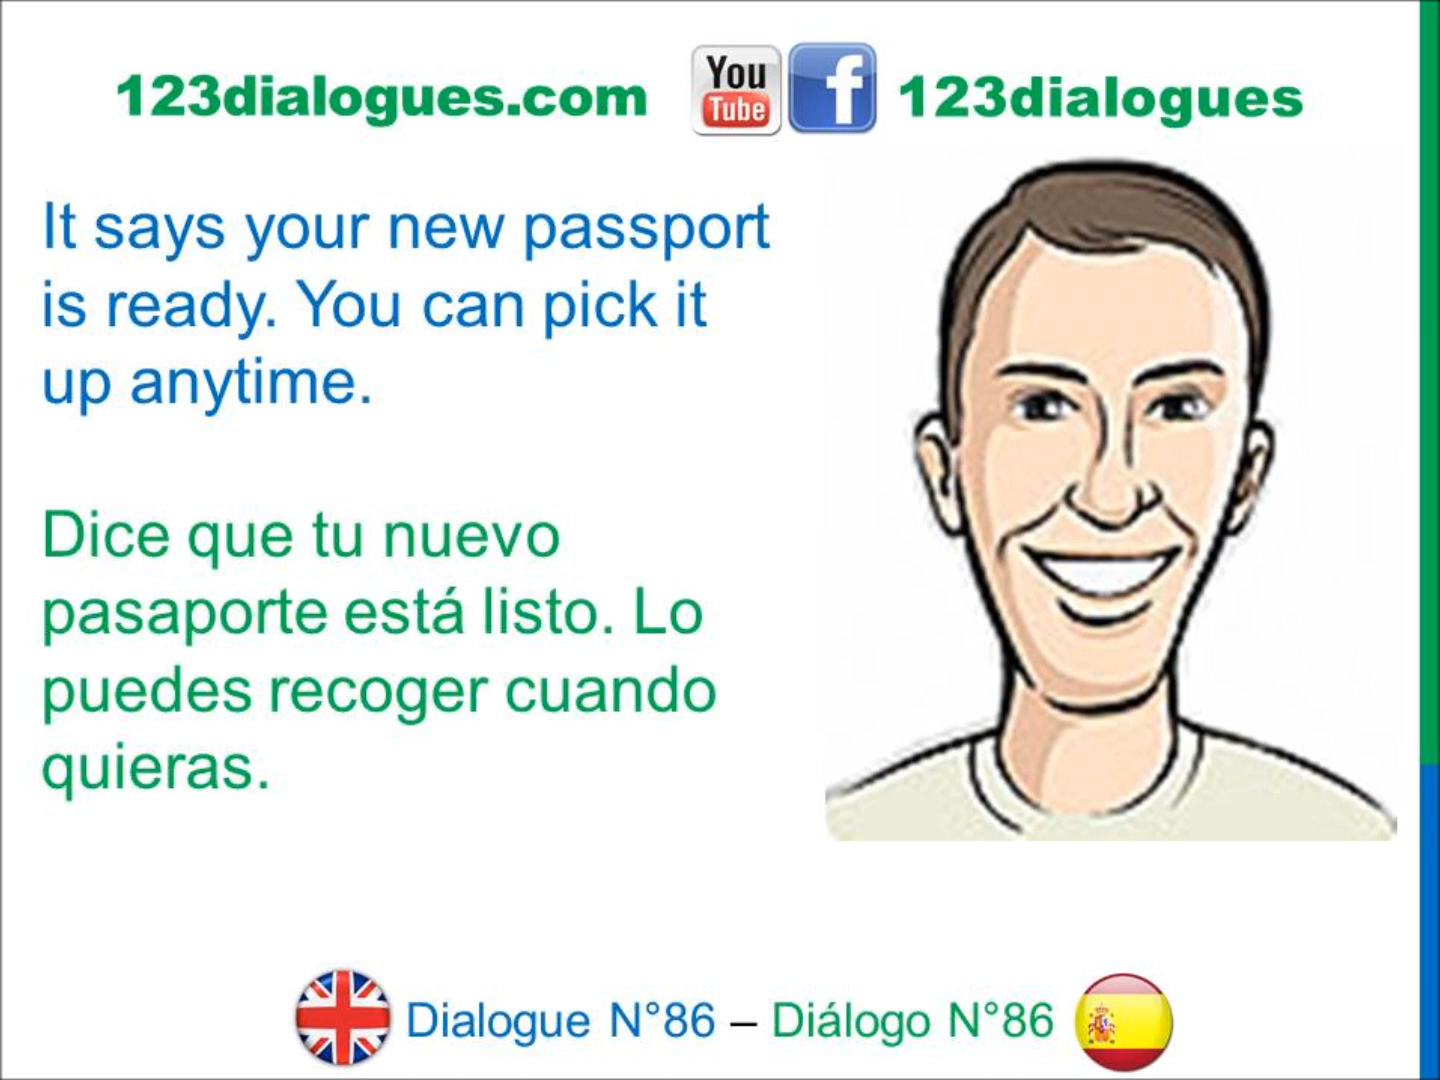 123dialogues.com You Tube f 123dialogues
It says your new passport
is ready. You can pick it
up anytime.
Dice que tu nuevo
pasaporte está listo. Lo
puedes recoger cuando
quieras.
Dialogue N°86 – Diálogo N°86